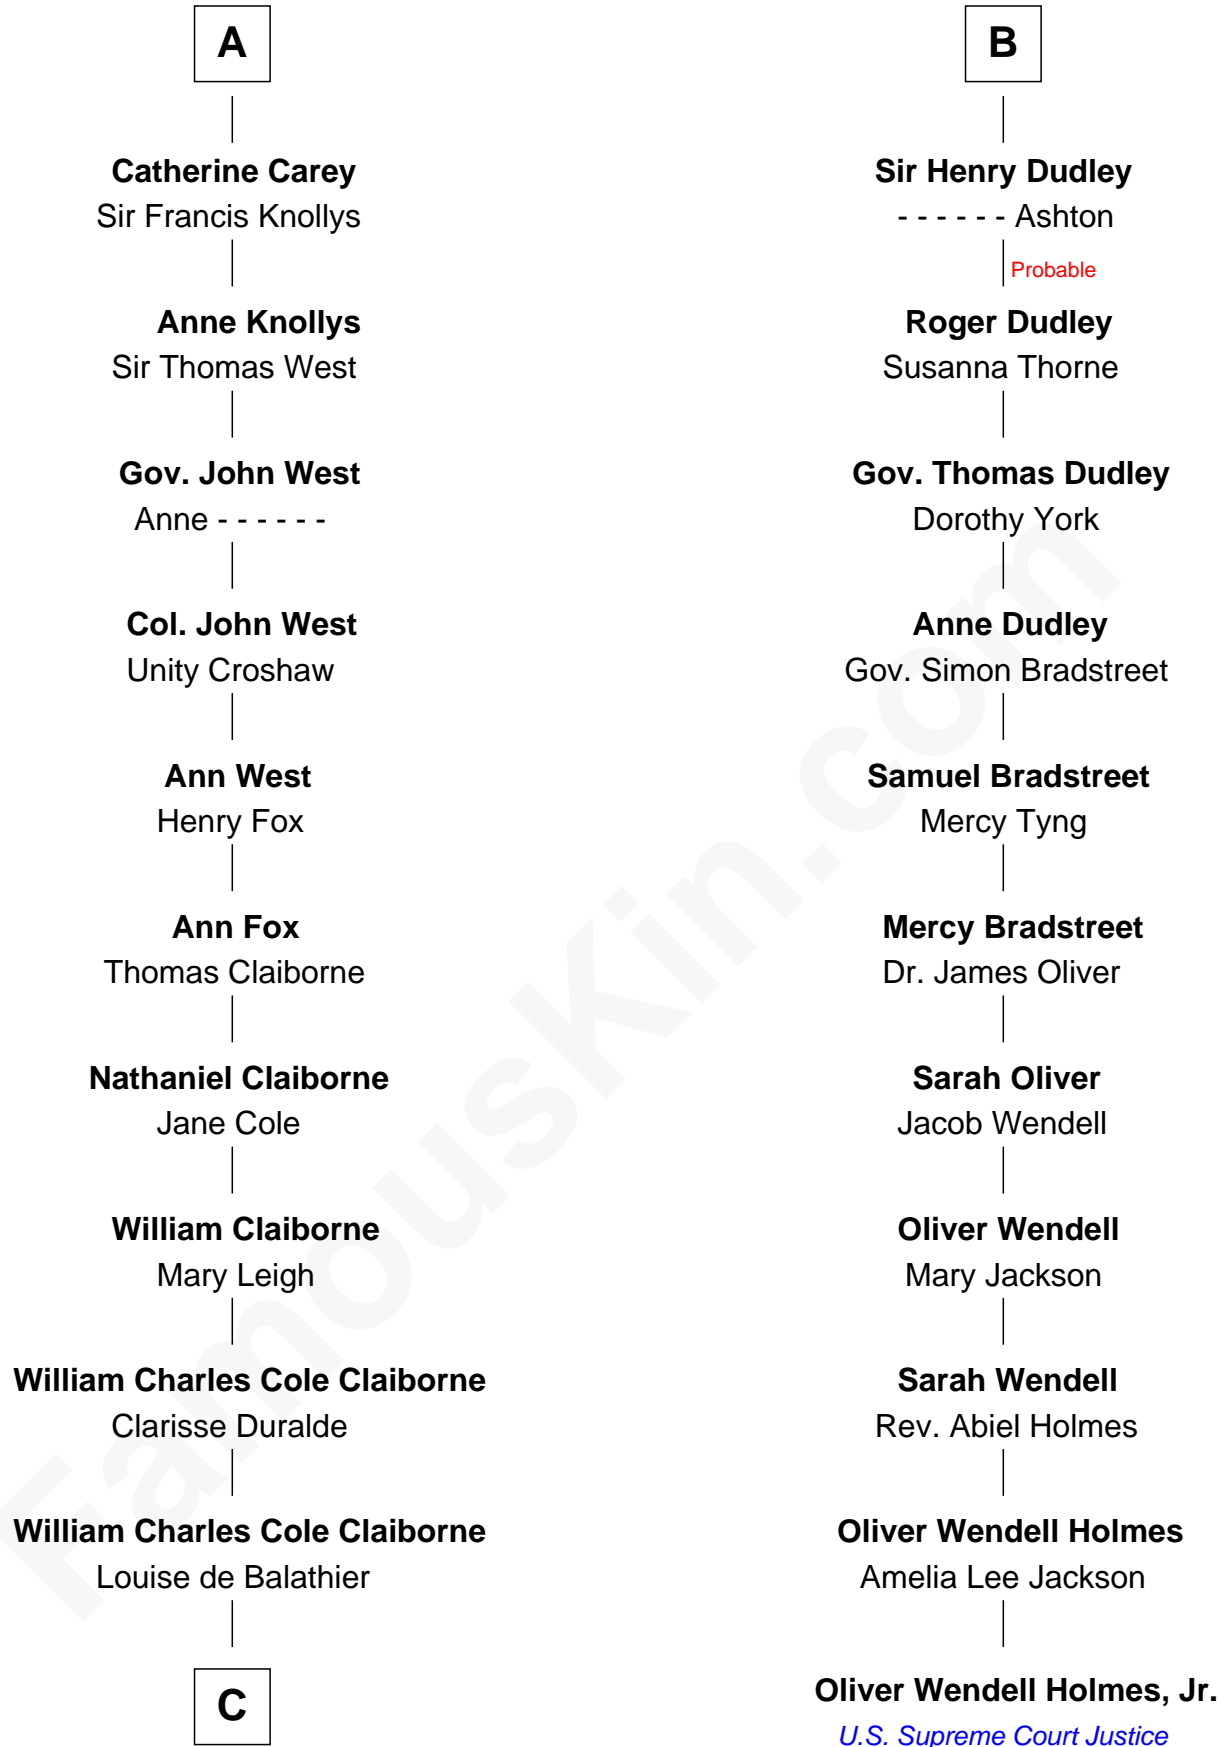 A
Catherine Carey
Sir Francis Knollys
Anne Knollys
Sir Thomas West
Gov. John West
Anne - - - - - -
Col. John West
Unity Croshaw
Ann West
Henry Fox
Ann Fox
Thomas Claiborne
Nathaniel Claiborne
Jane Cole
William Claiborne
Mary Leigh
William Charles Cole Claiborne
Clarisse Duralde
William Charles Cole Claiborne
Louise de Balathier
C
B
Sir Henry Dudley
- - - - - - Ashton
Probable
Roger Dudley
Susanna Thorne
Gov. Thomas Dudley
Dorothy York
Anne Dudley
Gov. Simon Bradstreet
Samuel Bradstreet
Mercy Tyng
Mercy Bradstreet
Dr. James Oliver
Sarah Oliver
Jacob Wendell
Oliver Wendell
Mary Jackson
Sarah Wendell
Rev. Abiel Holmes
Oliver Wendell Holmes
Amelia Lee Jackson
Oliver Wendell Holmes, Jr.
U.S. Supreme Court Justice
FamousKin.com